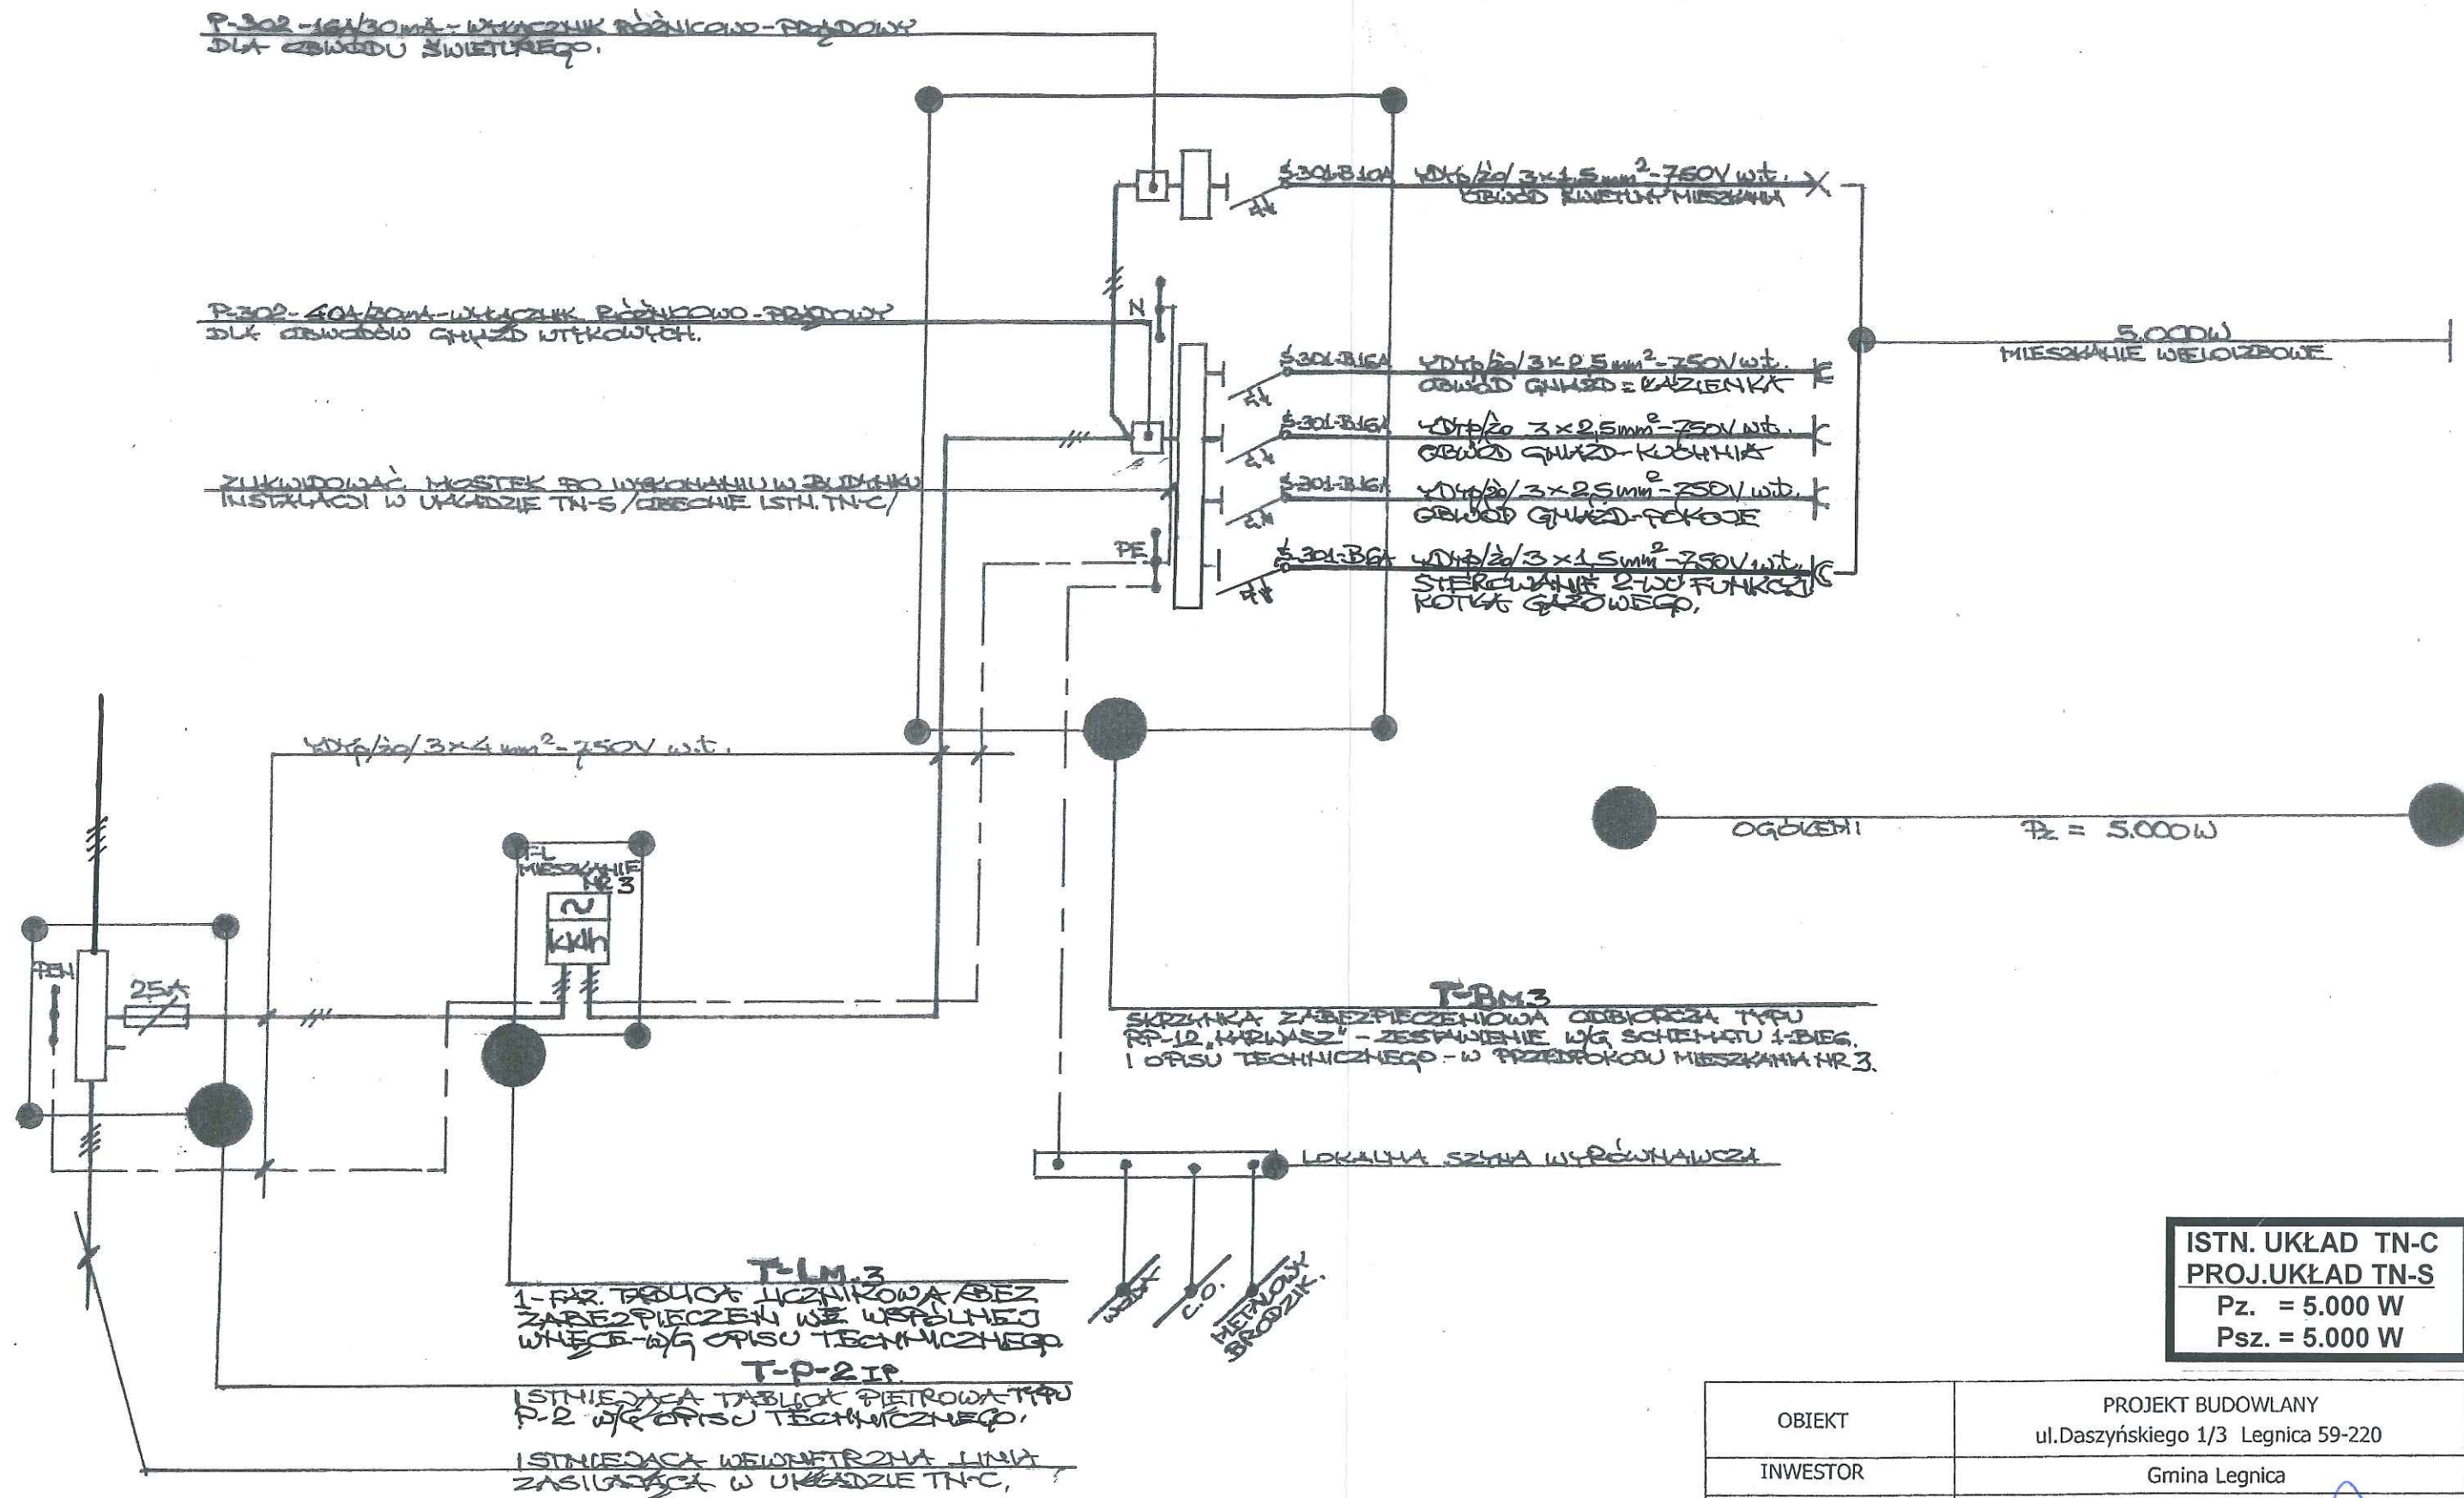 P-302-16A/30mA-WYŁĄCZNIK RÓŻNICOWO-PRĄDOWY
DLA OBWODU ŚWIETLNEGO.
S-301-B10A YDYp/żo/3×1,5mm²-750V w.t.
OBWÓD ŚWIETLNY MIESZKANIA
N
P-302-40A/30mA-WYŁĄCZNIK RÓŻNICOWO-PRĄDOWY
DLA OBWODÓW GNIAZD WTYKOWYCH.
5.000W
MIESZKANIE WIELOIZBOWE
S-301-B16A YDYp/żo/3×2,5mm²-750V w.t.
OBWÓD GNIAZD-ŁAZIENKA
S-301-B16A YDYp/żo 3×2,5mm²-750V w.t.
OBWÓD GNIAZD-KUCHNIA
ZLIKWIDOWAĆ MOSTEK PO WYKONANIU W BUDYNKU
INSTALACJI W UKŁADZIE TN-S/OBECNIE ISTN. TN-C/
S-301-B16A YDYp/żo/3×2,5mm²-750V w.t.
OBWÓD GNIAZD-POKOJE
PE
S-301-B6A YDYp/żo/3×1,5mm²-750V w.t.
STEROWANIE 2-WU FUNKCYJ.
KOTŁA GAZOWEGO.
YDYp/żo/3×4mm²-750V w.t.
OGÓŁEM Pz = 5.000W
T-L
MIESZKANIE
NR 3
kWh
PEN
25A
T-BM.3
SKRZYNKA ZABEZPIECZENIOWA ODBIORCZA TYPU
RP-12 „KARWASZ" - ZESTAWIENIE W/G SCHEMATU 1-BIEG.
I OPISU TECHNICZNEGO - W PRZEDPOKOJU MIESZKANIA NR 3.
LOKALNA SZYNA WYRÓWNAWCZA
WODA
C.O.
METALOWY
BRODZIK.
T-LM.3
1-FAZ. TABLICA LICZNIKOWA/BEZ
ZABEZPIECZEŃ WE WSPÓLNEJ
WNĘCE-W/G OPISU TECHNICZNEGO.
T-P-2 IP.
ISTNIEJĄCA TABLICA PIĘTROWA TYPU
P-2 W/G OPISU TECHNICZNEGO.
ISTNIEJĄCA WEWNĘTRZNA LINIA
ZASILAJĄCA W UKŁADZIE TN-C.
ISTN. UKŁAD TN-C
PROJ.UKŁAD TN-S
Pz. = 5.000 W
Psz. = 5.000 W
OBIEKT
PROJEKT BUDOWLANY
ul.Daszyńskiego 1/3 Legnica 59-220
INWESTOR
Gmina Legnica